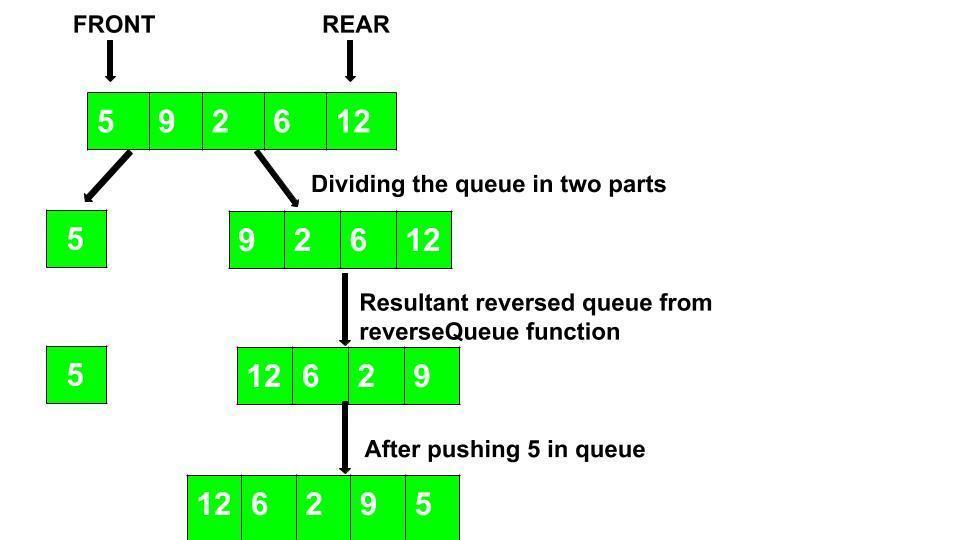 FRONT REAR
5 9 2 6 12
Dividing the queue in two parts
5 9 2 6 12
Resultant reversed queue from
reverseQueue function
5 12 6 2 9
After pushing 5 in queue
12 6 2 9 5